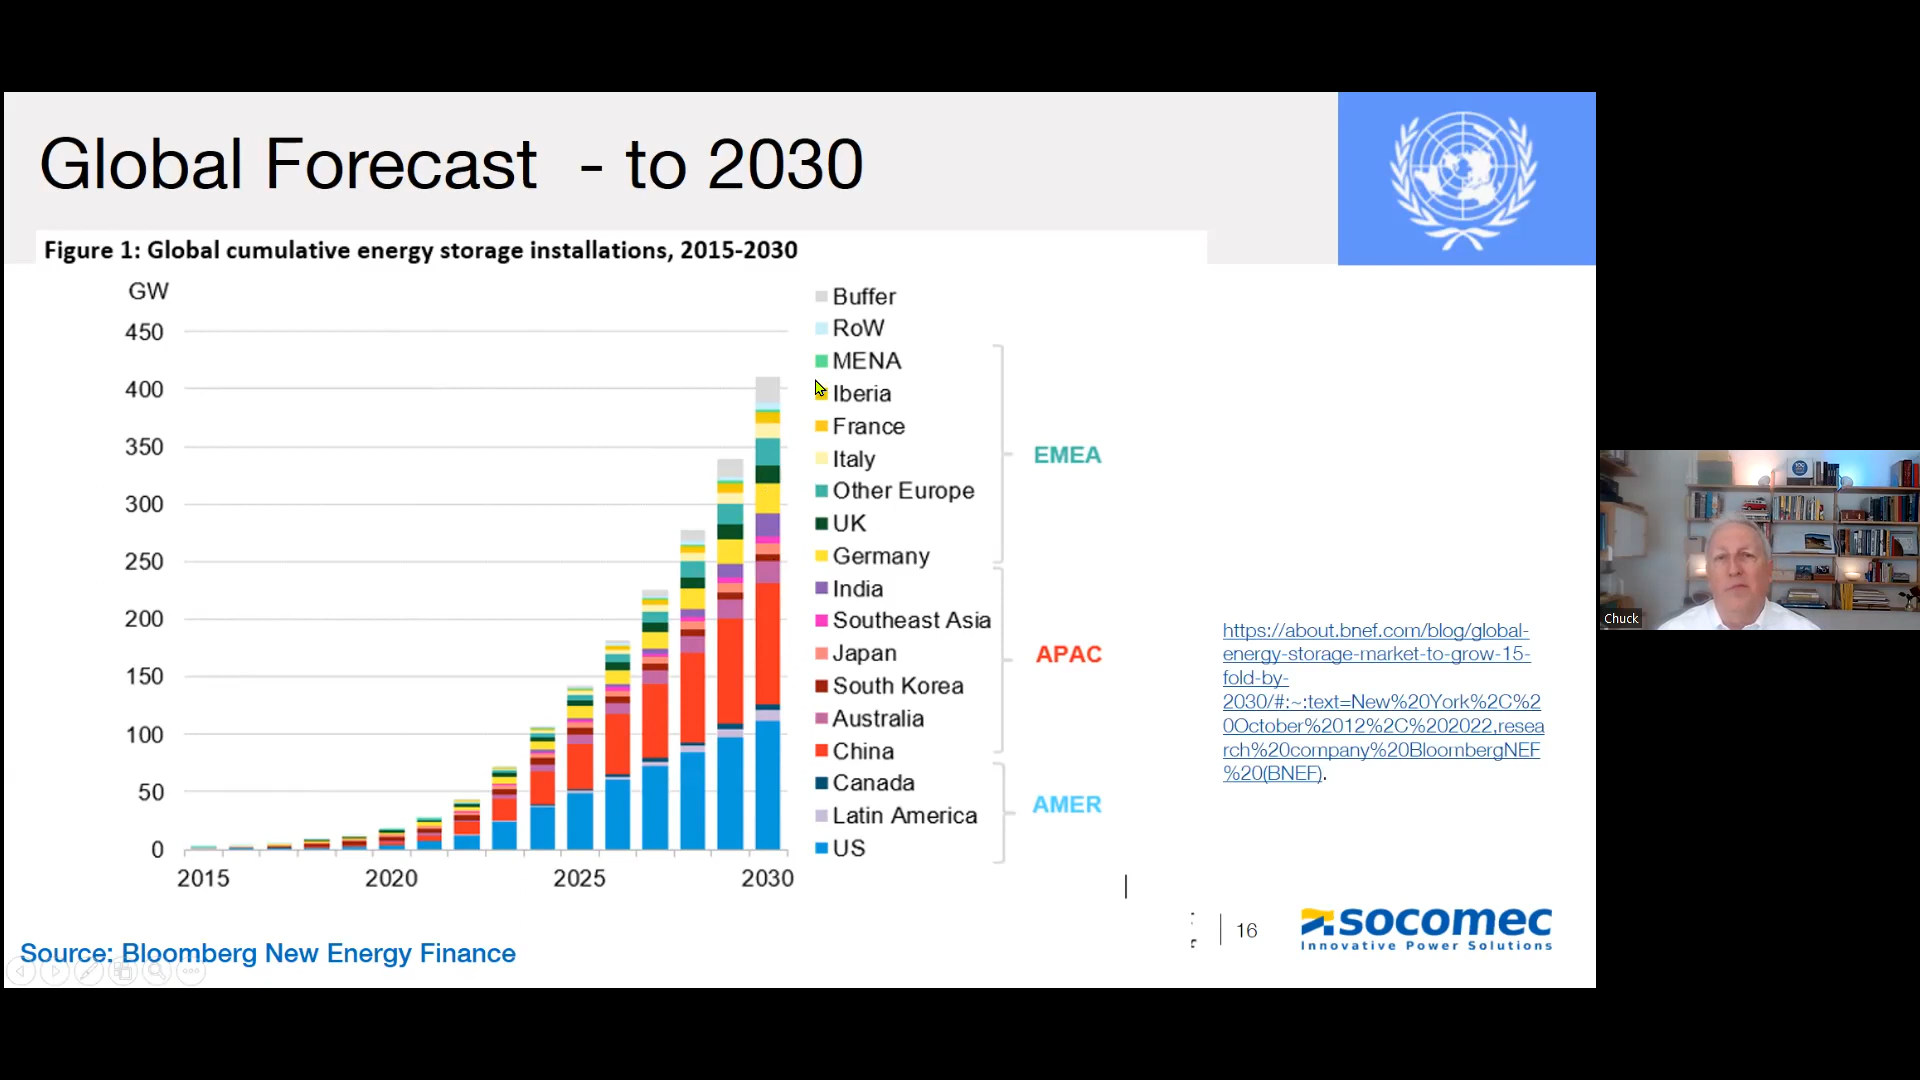 Global Forecast - to 2030
Figure 1: Global cumulative energy storage installations, 2015-2030
GW
450
400
350
300
250
200
150
100
50
0
2015
2020
2025
2030
Buffer
RoW
MENA
Iberia
France
Italy
Other Europe
UK
Germany
India
Southeast Asia
Japan
South Korea
Australia
China
Canada
Latin America
US
EMEA
APAC
AMER
https://about.bnef.com/blog/global-
energy-storage-market-to-grow-15-
fold-by-
2030/#:~:text=New%20York%2C%2
0October%2012%2C%202022,resea
rch%20company%20BloombergNEF
%20(BNEF).
Chuck
Source: Bloomberg New Energy Finance
16
socomec
Innovative Power Solutions